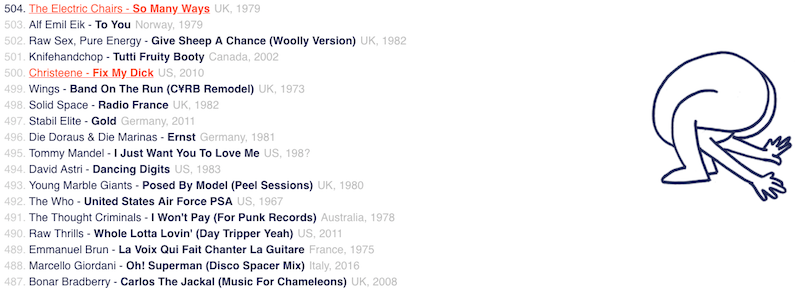 504. The Electric Chairs - So Many Ways UK, 1979
503. Alf Emil Eik - To You Norway, 1979
502. Raw Sex, Pure Energy - Give Sheep A Chance (Woolly Version) UK, 1982
501. Knifehandchop - Tutti Fruity Booty Canada, 2002
500. Christeene - Fix My Dick US, 2010
499. Wings - Band On The Run (C¥RB Remodel) UK, 1973
498. Solid Space - Radio France UK, 1982
497. Stabil Elite - Gold Germany, 2011
496. Die Doraus & Die Marinas - Ernst Germany, 1981
495. Tommy Mandel - I Just Want You To Love Me US, 198?
494. David Astri - Dancing Digits US, 1983
493. Young Marble Giants - Posed By Model (Peel Sessions) UK, 1980
492. The Who - United States Air Force PSA US, 1967
491. The Thought Criminals - I Won't Pay (For Punk Records) Australia, 1978
490. Raw Thrills - Whole Lotta Lovin' (Day Tripper Yeah) US, 2011
489. Emmanuel Brun - La Voix Qui Fait Chanter La Guitare France, 1975
488. Marcello Giordani - Oh! Superman (Disco Spacer Mix) Italy, 2016
487. Bonar Bradberry - Carlos The Jackal (Music For Chameleons) UK, 2008